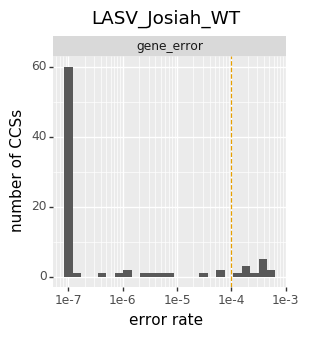 LASV_Josiah_WT
gene_error
number of CCSs
60
40
20
0
1e-7 1e-6 1e-5 1e-4 1e-3
error rate